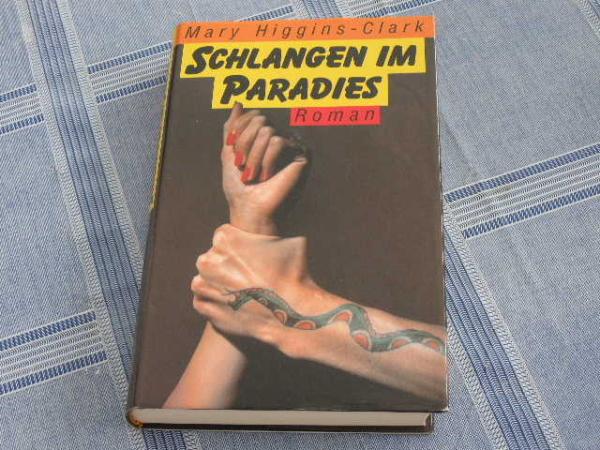 Mary Higgins-Clark
SCHLANGEN IM
PARADIES
Roman